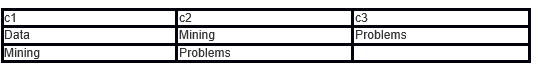 c1 c2 c3
Data Mining Problems
Mining Problems